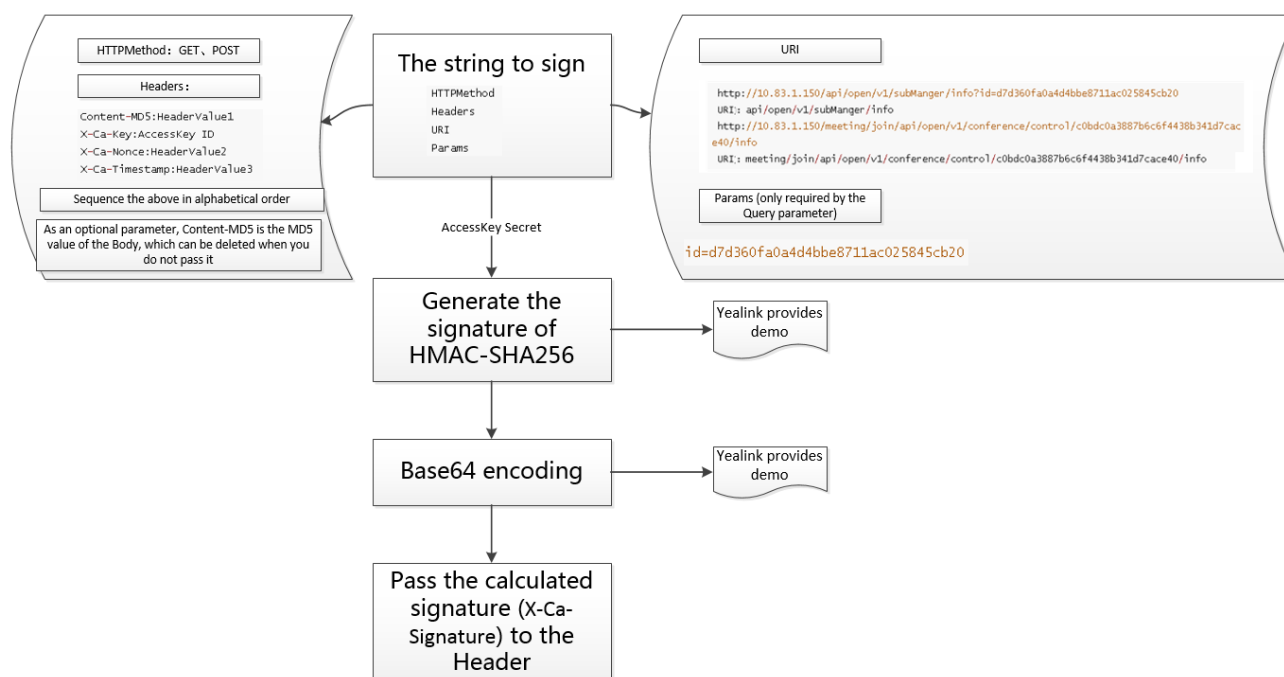 HTTPMethod：GET、POST
Headers：
Content-MD5:HeaderValue1
X-Ca-Key:AccessKey ID
X-Ca-Nonce:HeaderValue2
X-Ca-Timestamp:HeaderValue3
Sequence the above in alphabetical order
As an optional parameter, Content-MD5 is the MD5
value of the Body, which can be deleted when you
do not pass it
The string to sign
HTTPMethod
Headers
URI
Params
URI
http://10.83.1.150/api/open/v1/subManger/info?id=d7d360fa0a4d4bbe8711ac025845cb20
URI：api/open/v1/subManger/info
http://10.83.1.150/meeting/join/api/open/v1/conference/control/c0bdc0a3887b6c6f4438b341d7cac
e40/info
URI：meeting/join/api/open/v1/conference/control/c0bdc0a3887b6c6f4438b341d7cace40/info
Params (only required by the
Query parameter)
id=d7d360fa0a4d4bbe8711ac025845cb20
AccessKey Secret
Generate the
signature of
HMAC-SHA256
Yealink provides
demo
Base64 encoding
Yealink provides
demo
Pass the calculated
signature (X-Ca-
Signature) to the
Header